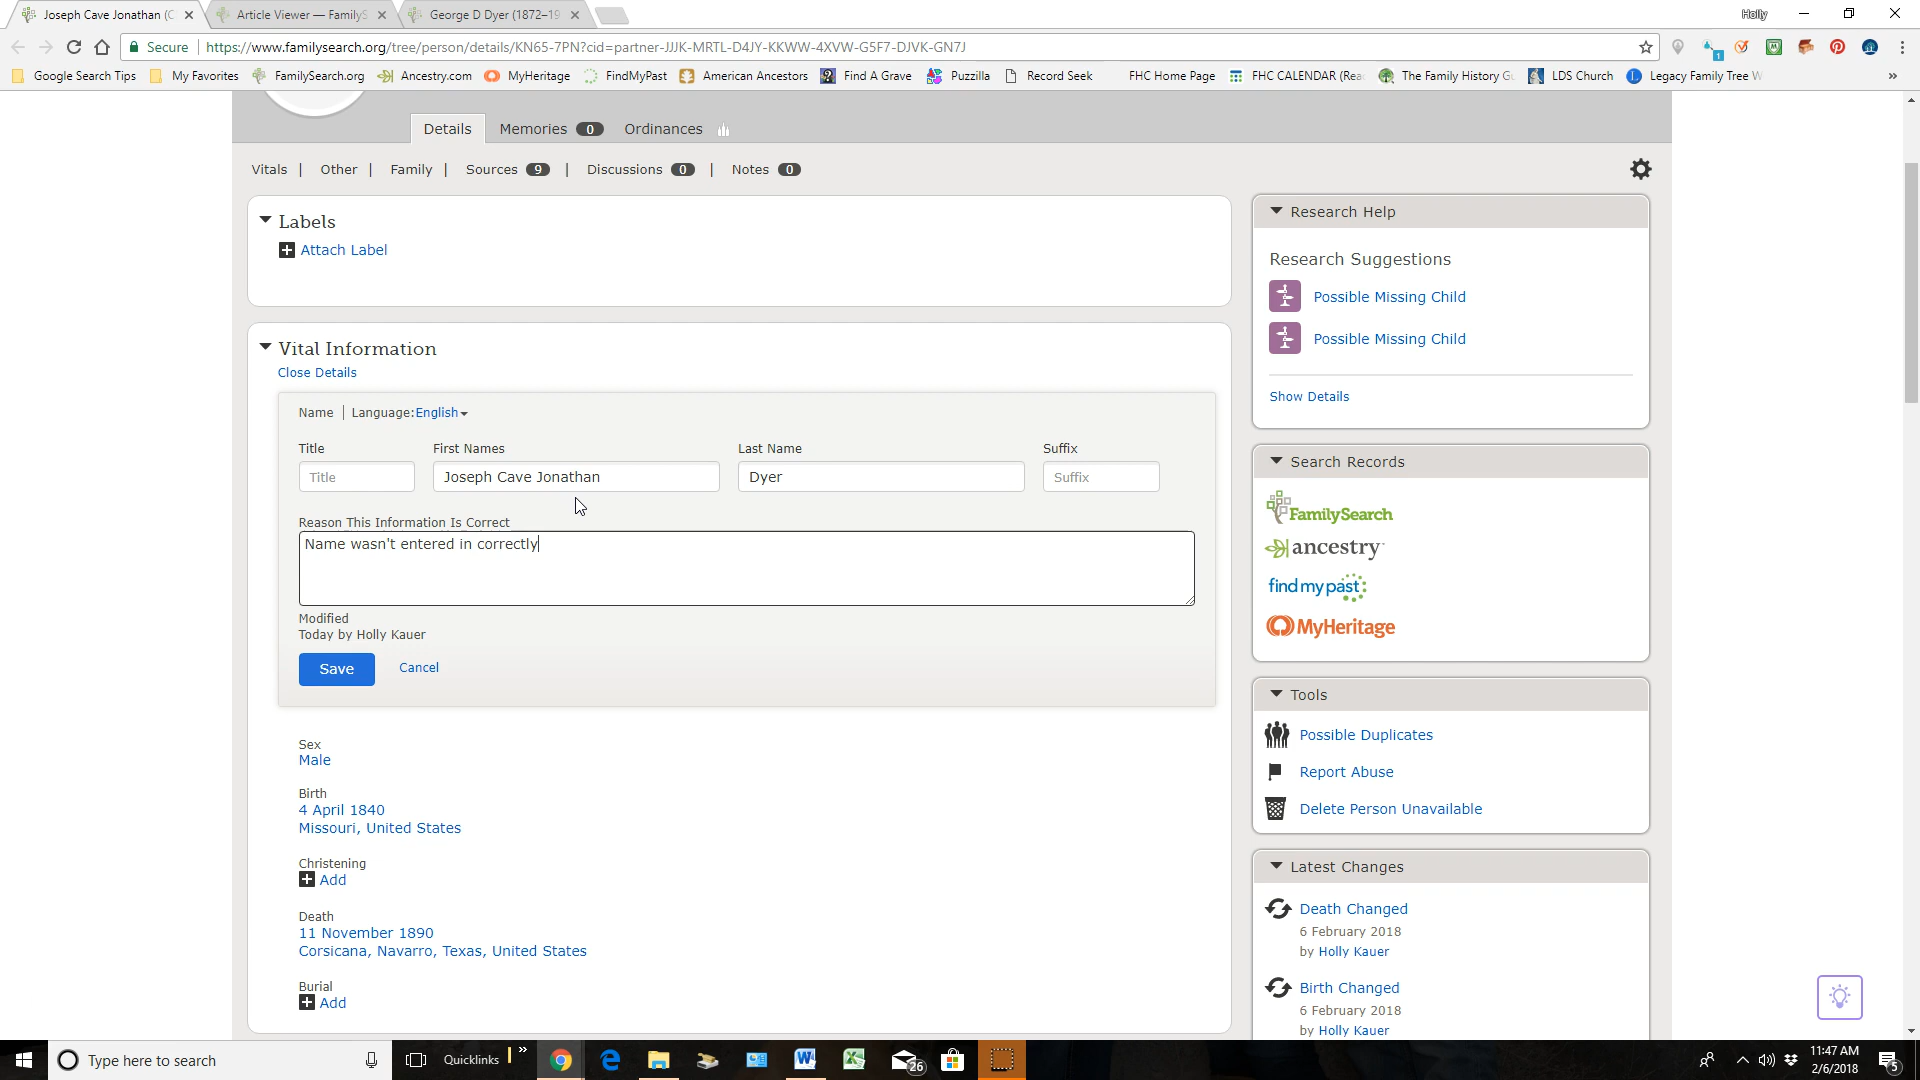 Joseph Cave Jonathan (C
Article Viewer — FamilyS
George D Dyer (1872–19
Holly
Secure
https://www.familysearch.org/tree/person/details/KN65-7PN?cid=partner-JJJK-MRTL-D4JY-KKWW-4XVW-G5F7-DJVK-GN7J
1
Google Search Tips
My Favorites
FamilySearch.org
Ancestry.com
MyHeritage
FindMyPast
American Ancestors
Find A Grave
Puzzilla
Record Seek
FHC Home Page
FHC CALENDAR (Rea
The Family History Gu
LDS Church
Legacy Family Tree W
»
Details
Memories 0
Ordinances
Vitals |
Other |
Family |
Sources 9 |
Discussions 0 |
Notes 0
Labels
Attach Label
Vital Information
Close Details
Name | Language:English
Title
First Names
Last Name
Suffix
Title
Joseph Cave Jonathan
Dyer
Suffix
Reason This Information Is Correct
Name wasn't entered in correctly
Modified
Today by Holly Kauer
Save
Cancel
Sex
Male
Birth
4 April 1840
Missouri, United States
Christening
Add
Death
11 November 1890
Corsicana, Navarro, Texas, United States
Burial
Add
Research Help
Research Suggestions
Possible Missing Child
Possible Missing Child
Show Details
Search Records
FamilySearch
ancestry
findmypast
MyHeritage
Tools
Possible Duplicates
Report Abuse
Delete Person Unavailable
Latest Changes
Death Changed
6 February 2018
by Holly Kauer
Birth Changed
6 February 2018
by Holly Kauer
Type here to search
Quicklinks
»
26
11:47 AM
2/6/2018
5